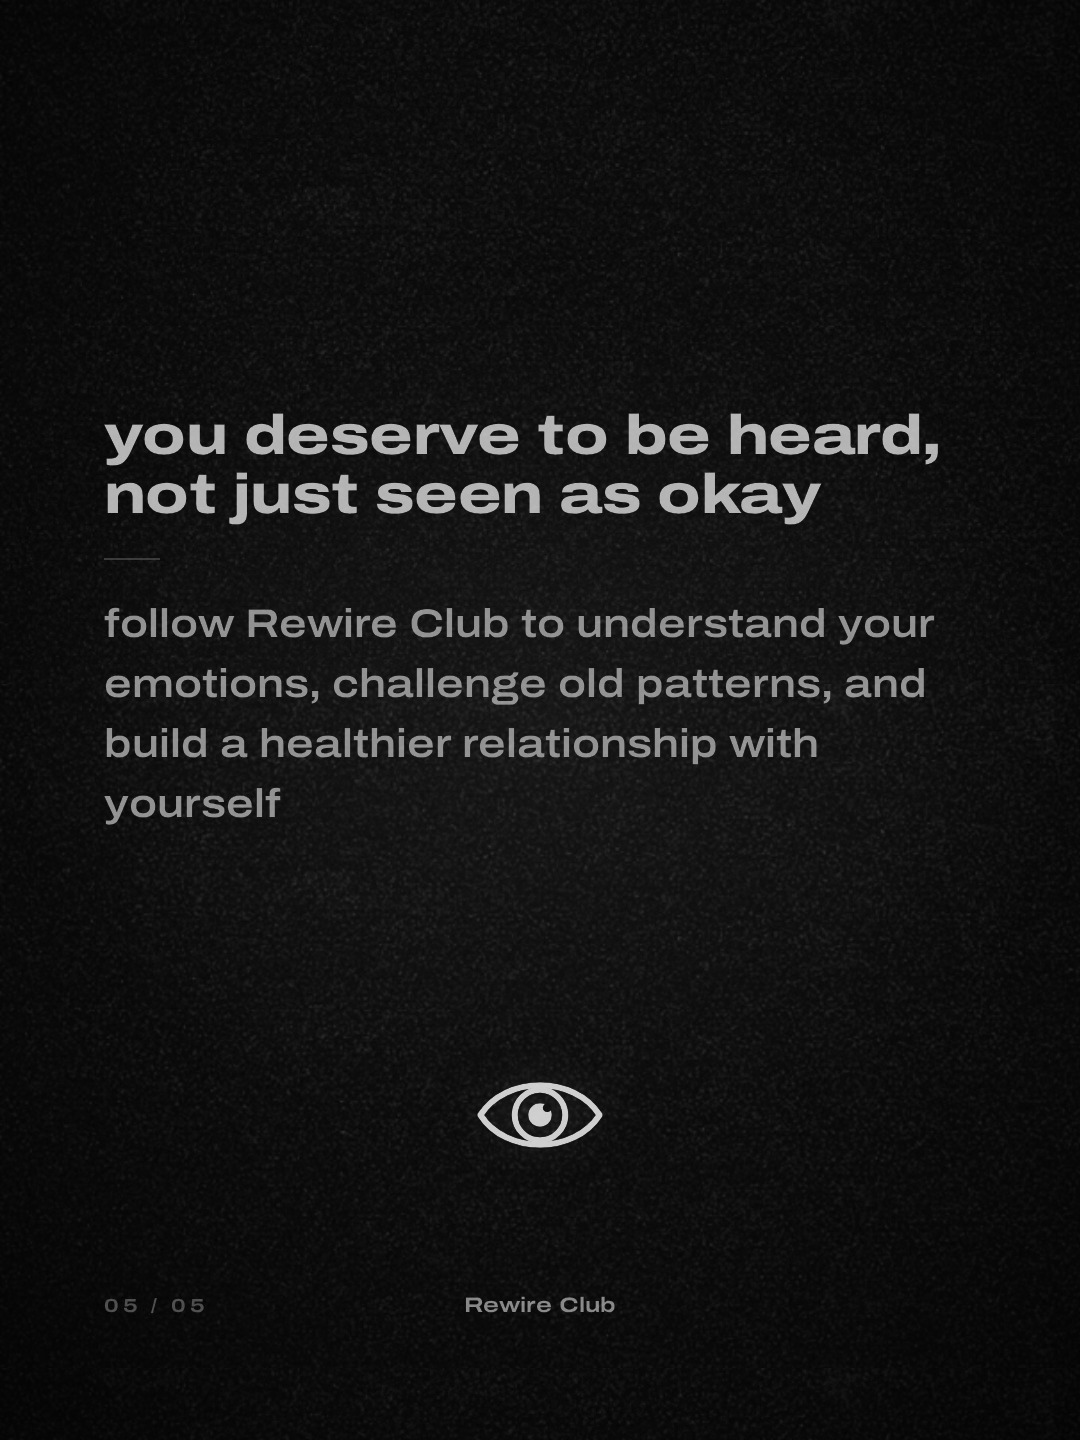 you deserve to be heard,
not just seen as okay
follow Rewire Club to understand your
emotions, challenge old patterns, and
build a healthier relationship with
yourself
05 / 05
Rewire Club